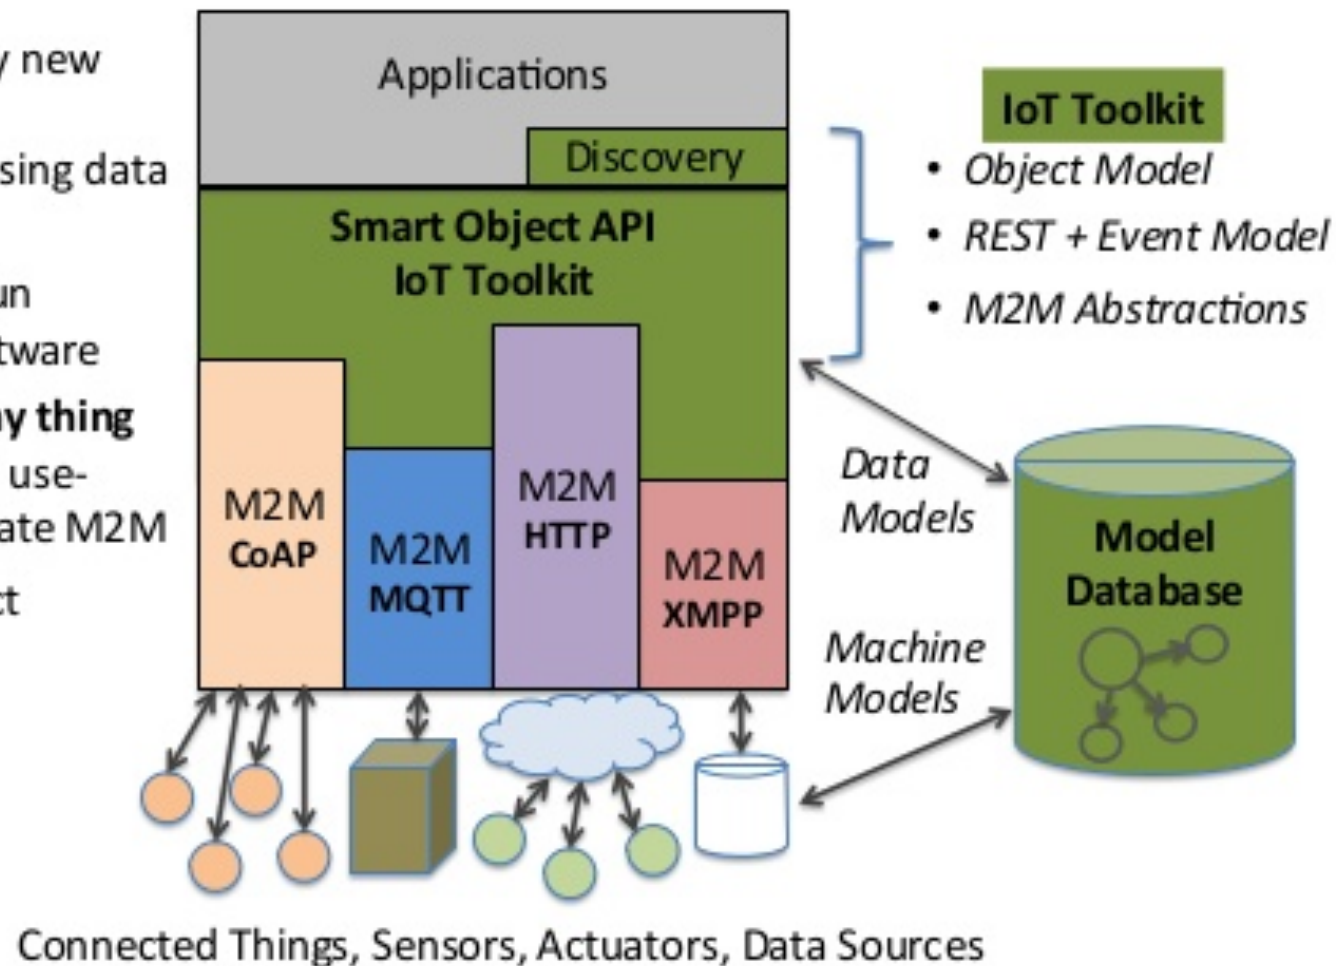 y new
sing data
un
tware
ny thing
use-
ate M2M
ct
Applications
Discovery
Smart Object API
IoT Toolkit
M2M
CoAP
M2M
MQTT
M2M
HTTP
M2M
XMPP
IoT Toolkit
• Object Model
• REST + Event Model
• M2M Abstractions
Data
Models
Machine
Models
Model
Database
Connected Things, Sensors, Actuators, Data Sources